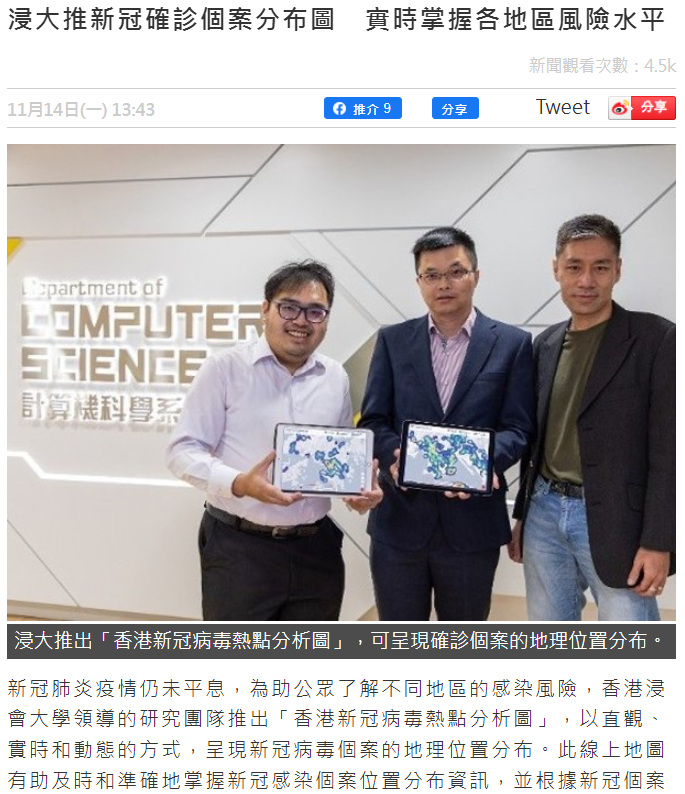 浸大推新冠確診個案分布圖　實時掌握各地區風險水平
新聞觀看次數：4.5k
11月14日(一) 13:43
推介 9
分享
Tweet
分享
Department of
COMPUTER
SCIENCE
計算機科學系
浸大推出「香港新冠病毒熱點分析圖」，可呈現確診個案的地理位置分布。
新冠肺炎疫情仍未平息，為助公眾了解不同地區的感染風險，香港浸
會大學領導的研究團隊推出「香港新冠病毒熱點分析圖」，以直觀、
實時和動態的方式，呈現新冠病毒個案的地理位置分布。此線上地圖
有助及時和準確地掌握新冠感染個案位置分布資訊，並根據新冠個案